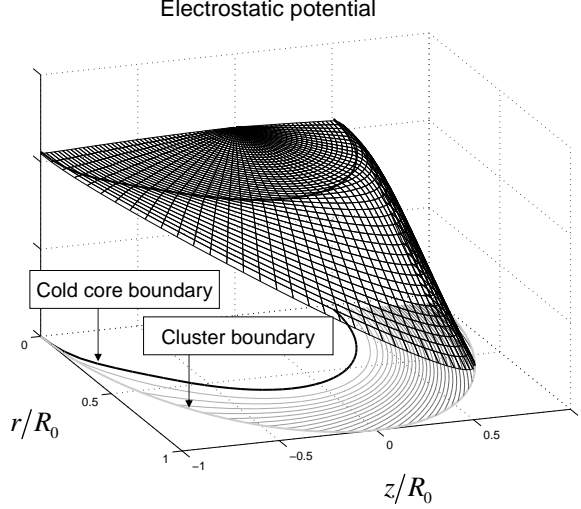 Electrostatic potential
Cold core boundary
Cluster boundary
0
0.5
1
−1
−0.5
0
0.5
r/R₀
z/R₀